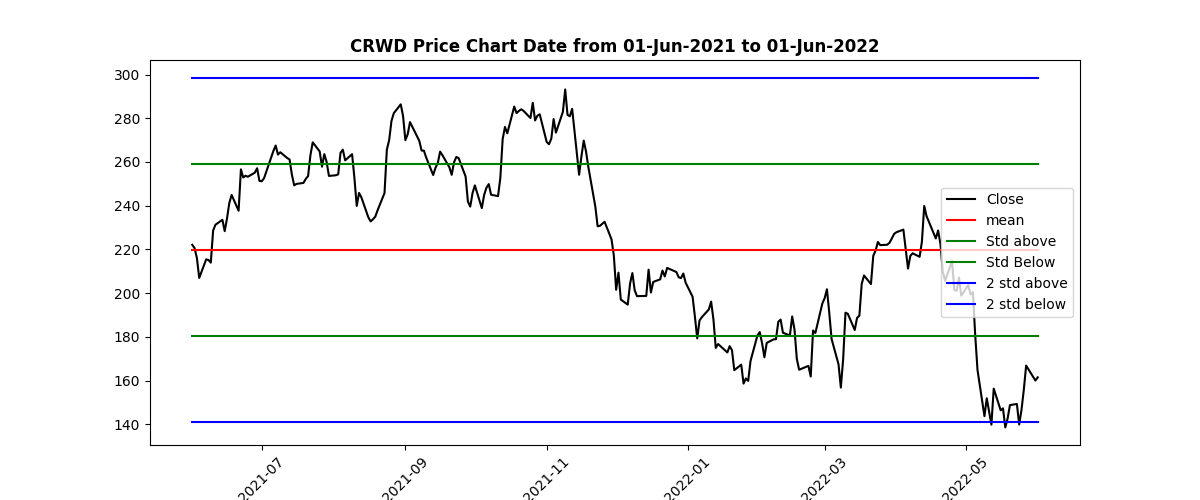 CRWD Price Chart Date from 01-Jun-2021 to 01-Jun-2022
300
280
260
240
220
200
180
160
140
Close
mean
Std above
Std Below
2 std above
2 std below
2021-07
2021-09
2021-11
2022-01
2022-03
2022-05